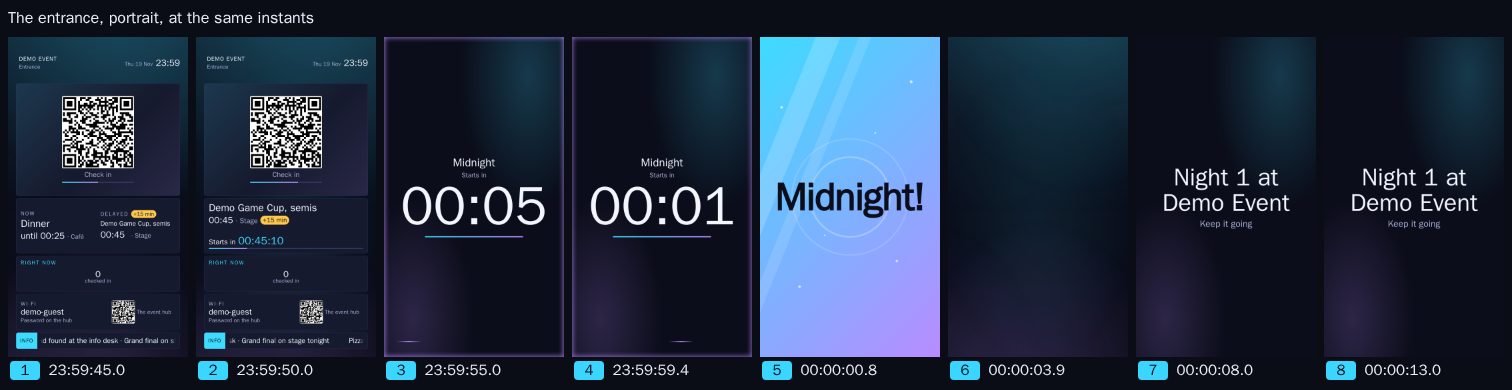 The entrance, portrait, at the same instants
DEMO EVENT
Entrance
Thu 19 Nov 23:59
Check in
NOW
Dinner
until 00:25 · Café
DELAYED +15 min
Demo Game Cup, semis
00:45 · Stage
RIGHT NOW
0
checked in
WI-FI
demo-guest
Password on the hub
The event hub
INFO d found at the info desk · Grand final on s
1 23:59:45.0
DEMO EVENT
Entrance
Thu 19 Nov 23:59
Check in
Demo Game Cup, semis
00:45 · Stage +15 min
Starts in 00:45:10
RIGHT NOW
0
checked in
WI-FI
demo-guest
Password on the hub
The event hub
INFO sk · Grand final on stage tonight Pizz
2 23:59:50.0
Midnight
Starts in
00:05
3 23:59:55.0
Midnight
Starts in
00:01
4 23:59:59.4
Midnight!
5 00:00:00.8
6 00:00:03.9
Night 1 at
Demo Event
Keep it going
7 00:00:08.0
Night 1 at
Demo Event
Keep it going
8 00:00:13.0